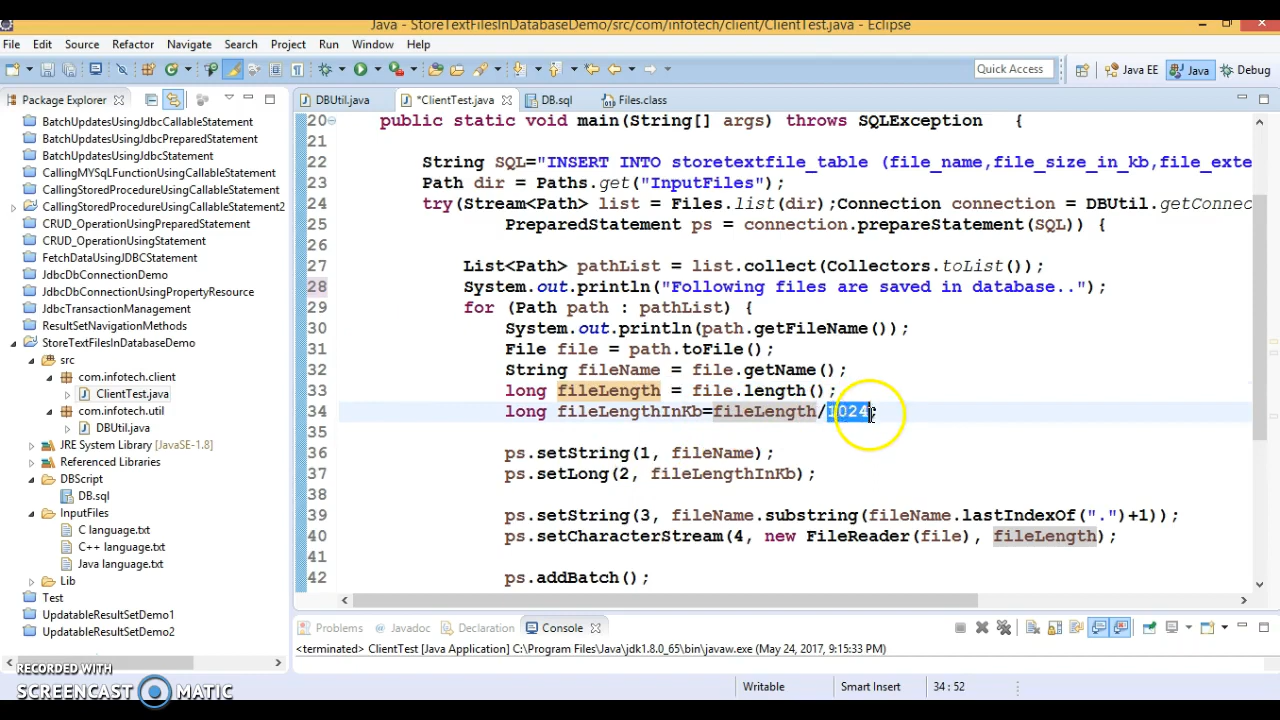 Java - StoreTextFilesInDatabaseDemo/src/com/infotech/client/ClientTest.java - Eclipse
File Edit Source Refactor Navigate Search Project Run Window Help
Quick Access Java EE Java Debug
Package Explorer DBUtil.java *ClientTest.java DB.sql Files.class
BatchUpdatesUsingJdbcCallableStatement
BatchUpdatesUsingJdbcPreparedStatement
BatchUpdatesUsingJdbcStatement
CallingMYSqlFunctionUsingCallableStatement
CallingStoredProcedureUsingCallableStatement
CallingStoredProcedureUsingCallableStatement2
CRUD_OperationUsingPreparedStatement
CRUD_OperationUsingStatement
FetchDataUsingJDBCStatement
JdbcDbConnectionDemo
JdbcDbConnectionUsingPropertyResource
JdbcTransactionManagement
ResultSetNavigationMethods
StoreTextFilesInDatabaseDemo
src
com.infotech.client
ClientTest.java
com.infotech.util
DBUtil.java
JRE System Library [JavaSE-1.8]
Referenced Libraries
DBScript
DB.sql
InputFiles
C language.txt
C++ language.txt
Java language.txt
Lib
Test
UpdatableResultSetDemo1
UpdatableResultSetDemo2
20 public static void main(String[] args) throws SQLException {
21
22 String SQL="INSERT INTO storetextfile_table (file_name,file_size_in_kb,file_exte
23 Path dir = Paths.get("InputFiles");
24 try(Stream<Path> list = Files.list(dir);Connection connection = DBUtil.getConnec
25 PreparedStatement ps = connection.prepareStatement(SQL)) {
26
27 List<Path> pathList = list.collect(Collectors.toList());
28 System.out.println("Following files are saved in database..");
29 for (Path path : pathList) {
30 System.out.println(path.getFileName());
31 File file = path.toFile();
32 String fileName = file.getName();
33 long fileLength = file.length();
34 long fileLengthInKb=fileLength/1024;
35
36 ps.setString(1, fileName);
37 ps.setLong(2, fileLengthInKb);
38
39 ps.setString(3, fileName.substring(fileName.lastIndexOf(".")+1));
40 ps.setCharacterStream(4, new FileReader(file), fileLength);
41
42 ps.addBatch();
Problems Javadoc Declaration Console
<terminated> ClientTest [Java Application] C:\Program Files\Java\jdk1.8.0_65\bin\javaw.exe (May 24, 2017, 9:15:33 PM)
Writable Smart Insert 34 : 52
RECORDED WITH
SCREENCAST MATIC